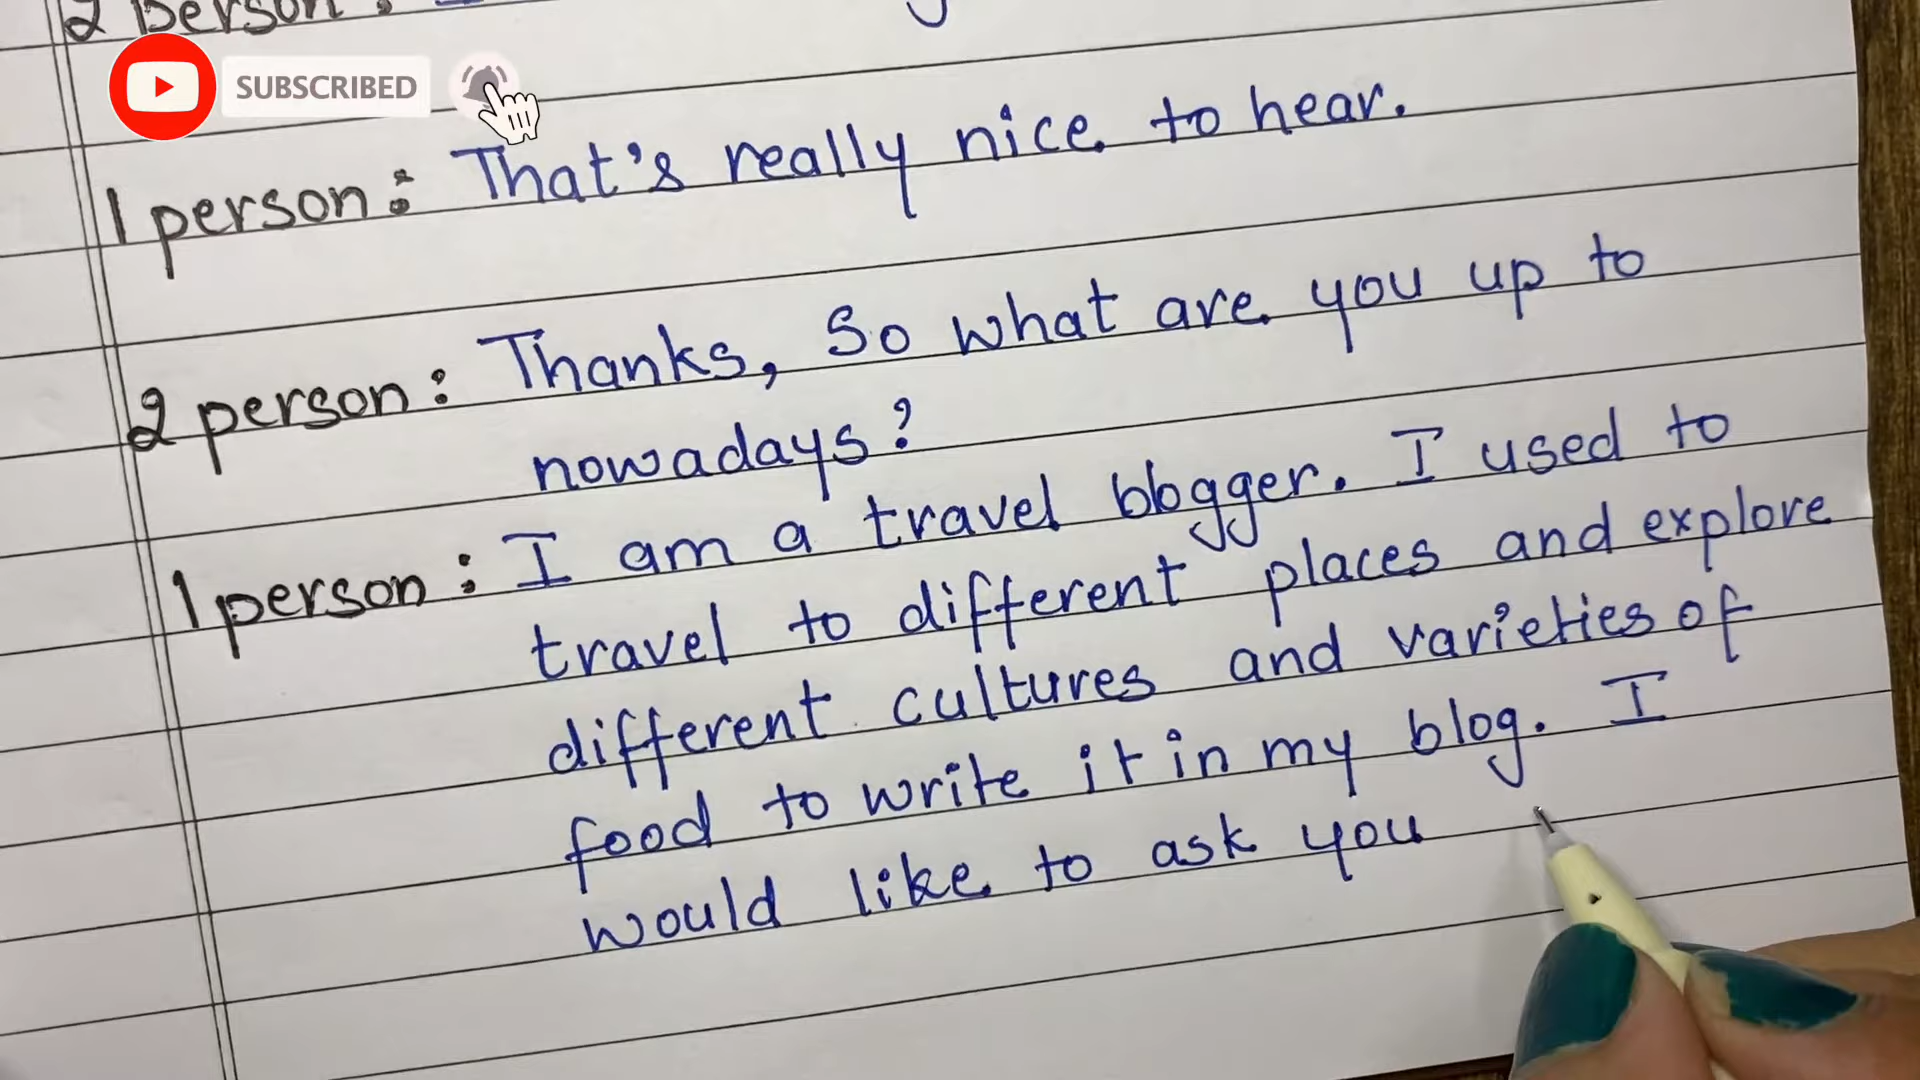 2 person :
SUBSCRIBED
1 person : That's really nice to hear.
2 person : Thanks, So what are you up to
nowadays?
1 person : I am a travel blogger. I used to
travel to different places and explore
different cultures and varieties of
food to write it in my blog. I
would like to ask you